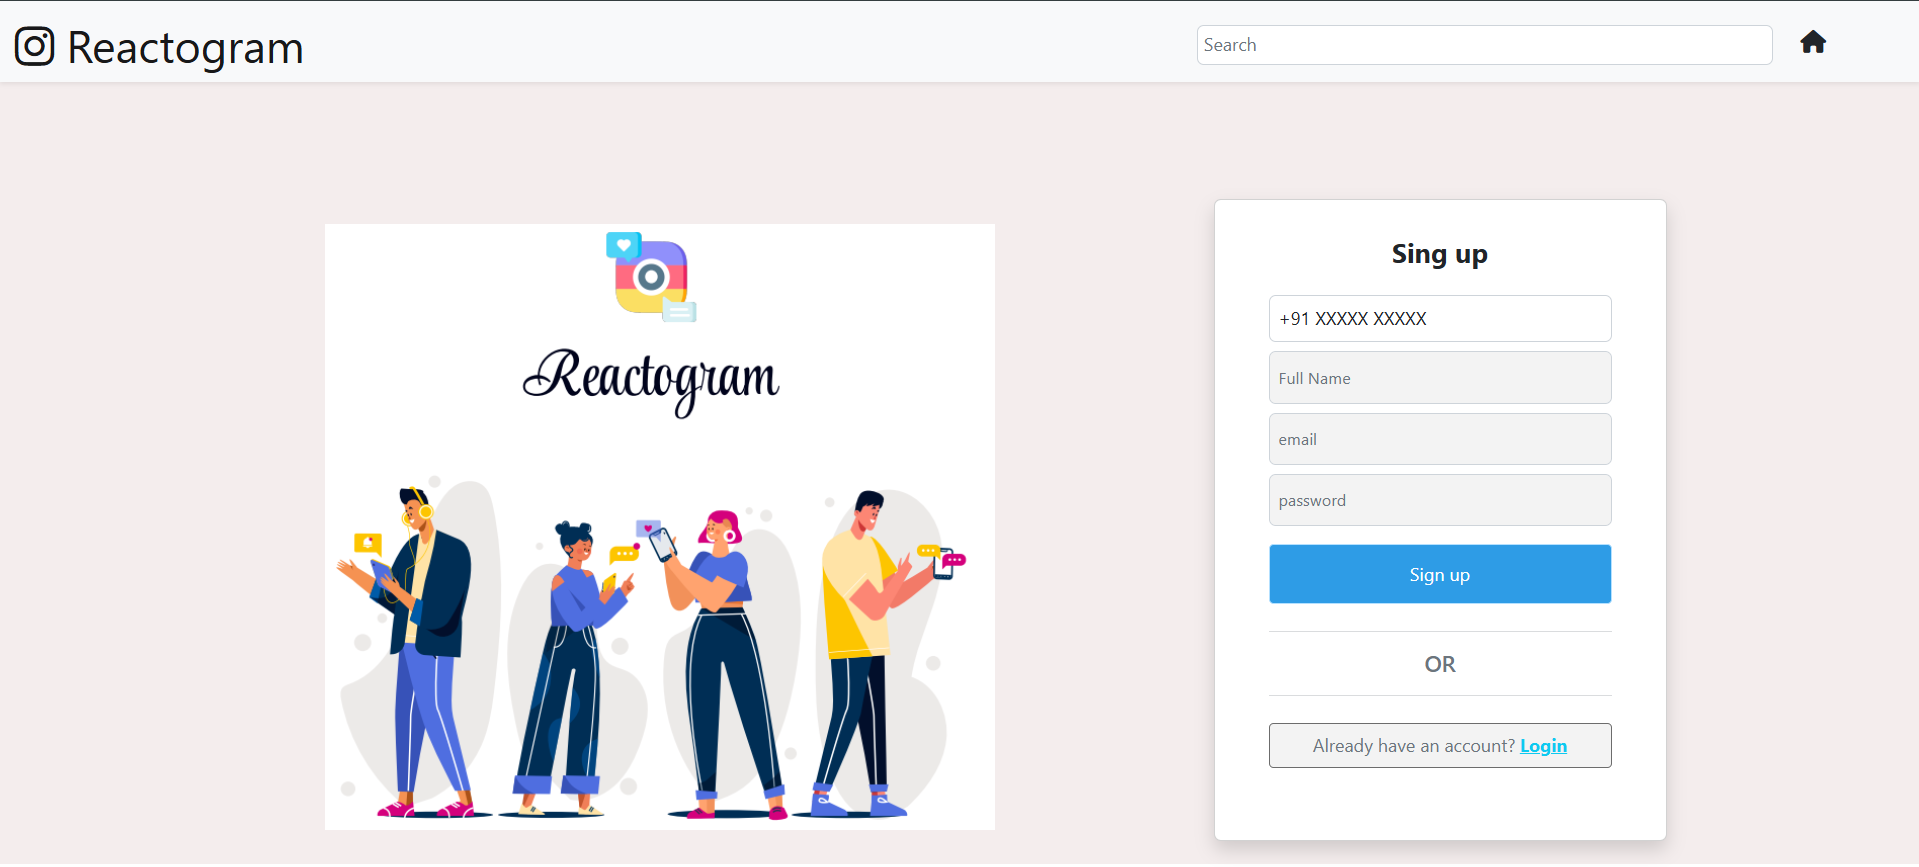 Reactogram
Search
Reactogram
Sing up
+91 XXXXX XXXXX
Full Name
email
password
Sign up
OR
Already have an account? Login